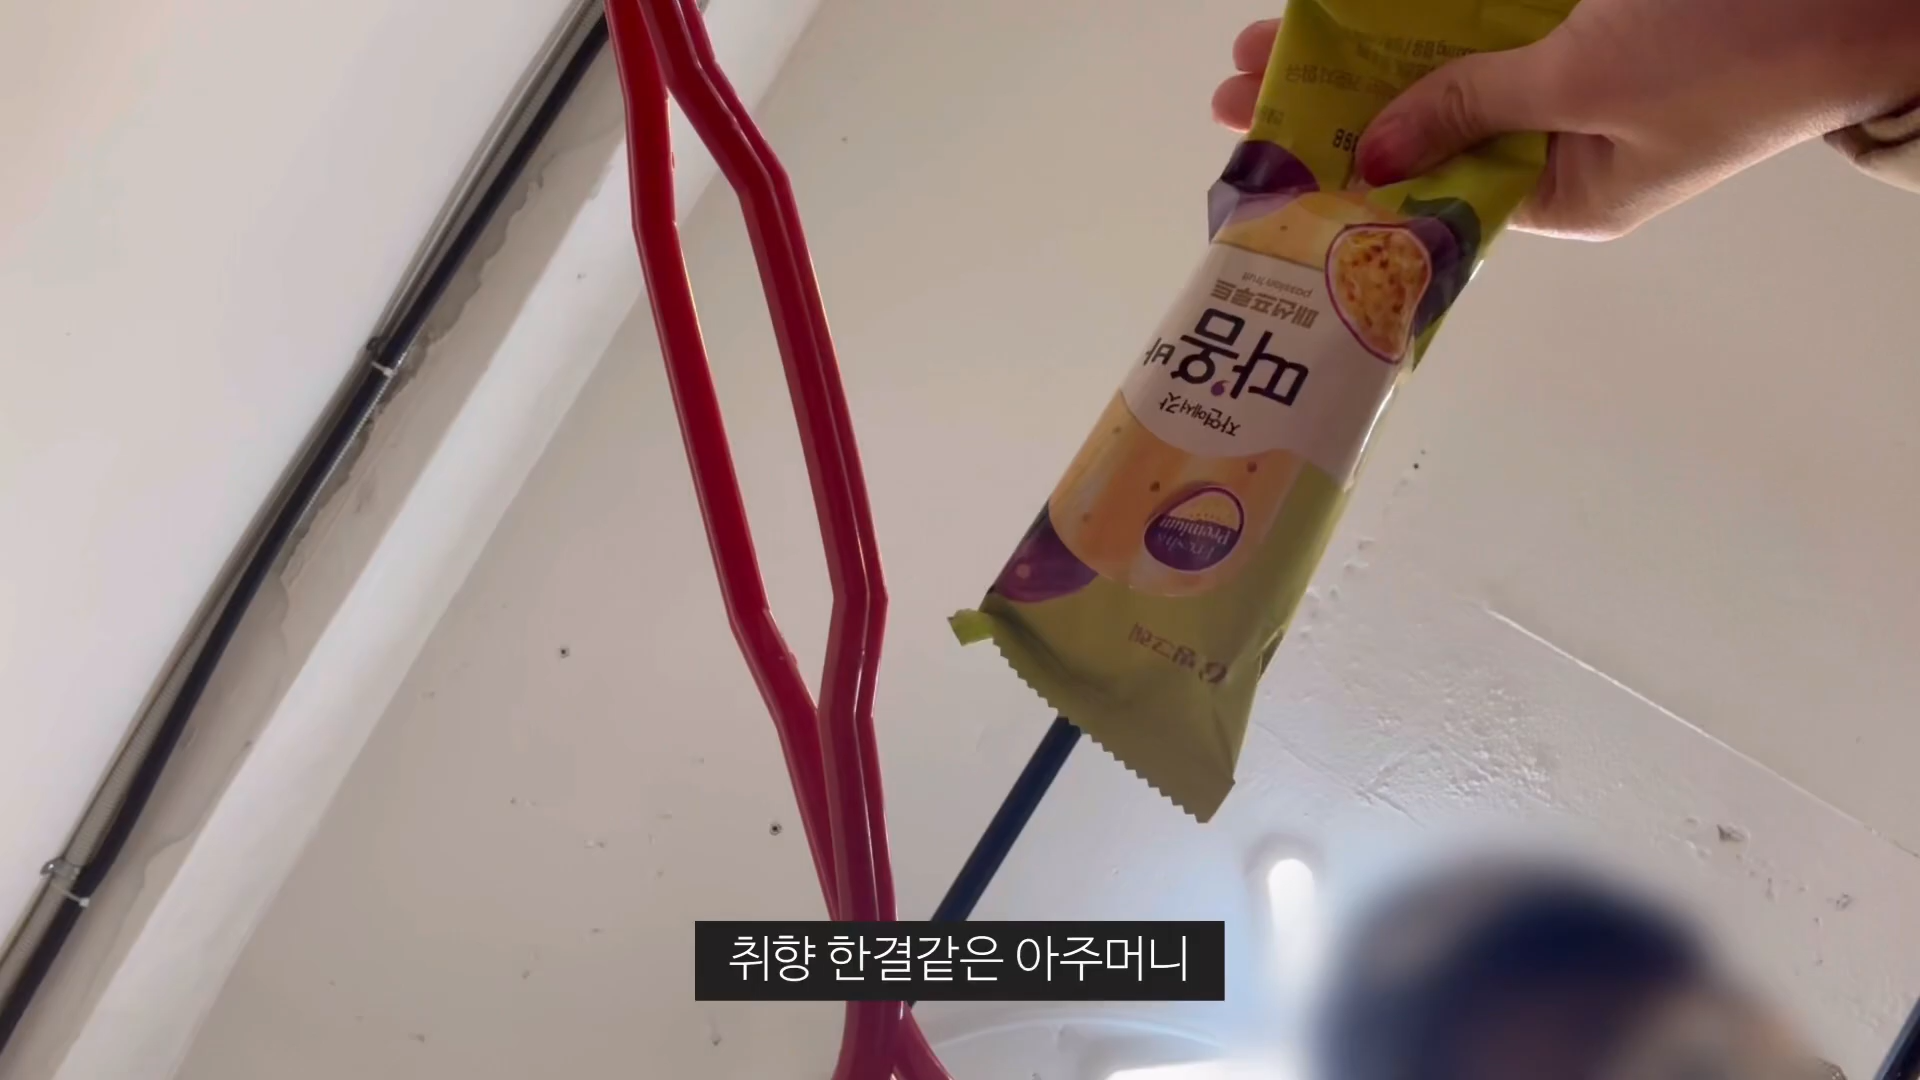 패션프루트
passion fruit
따옴바
자연에서 갓
Fresh &
Premium
빙그레
취향 한결같은 아주머니